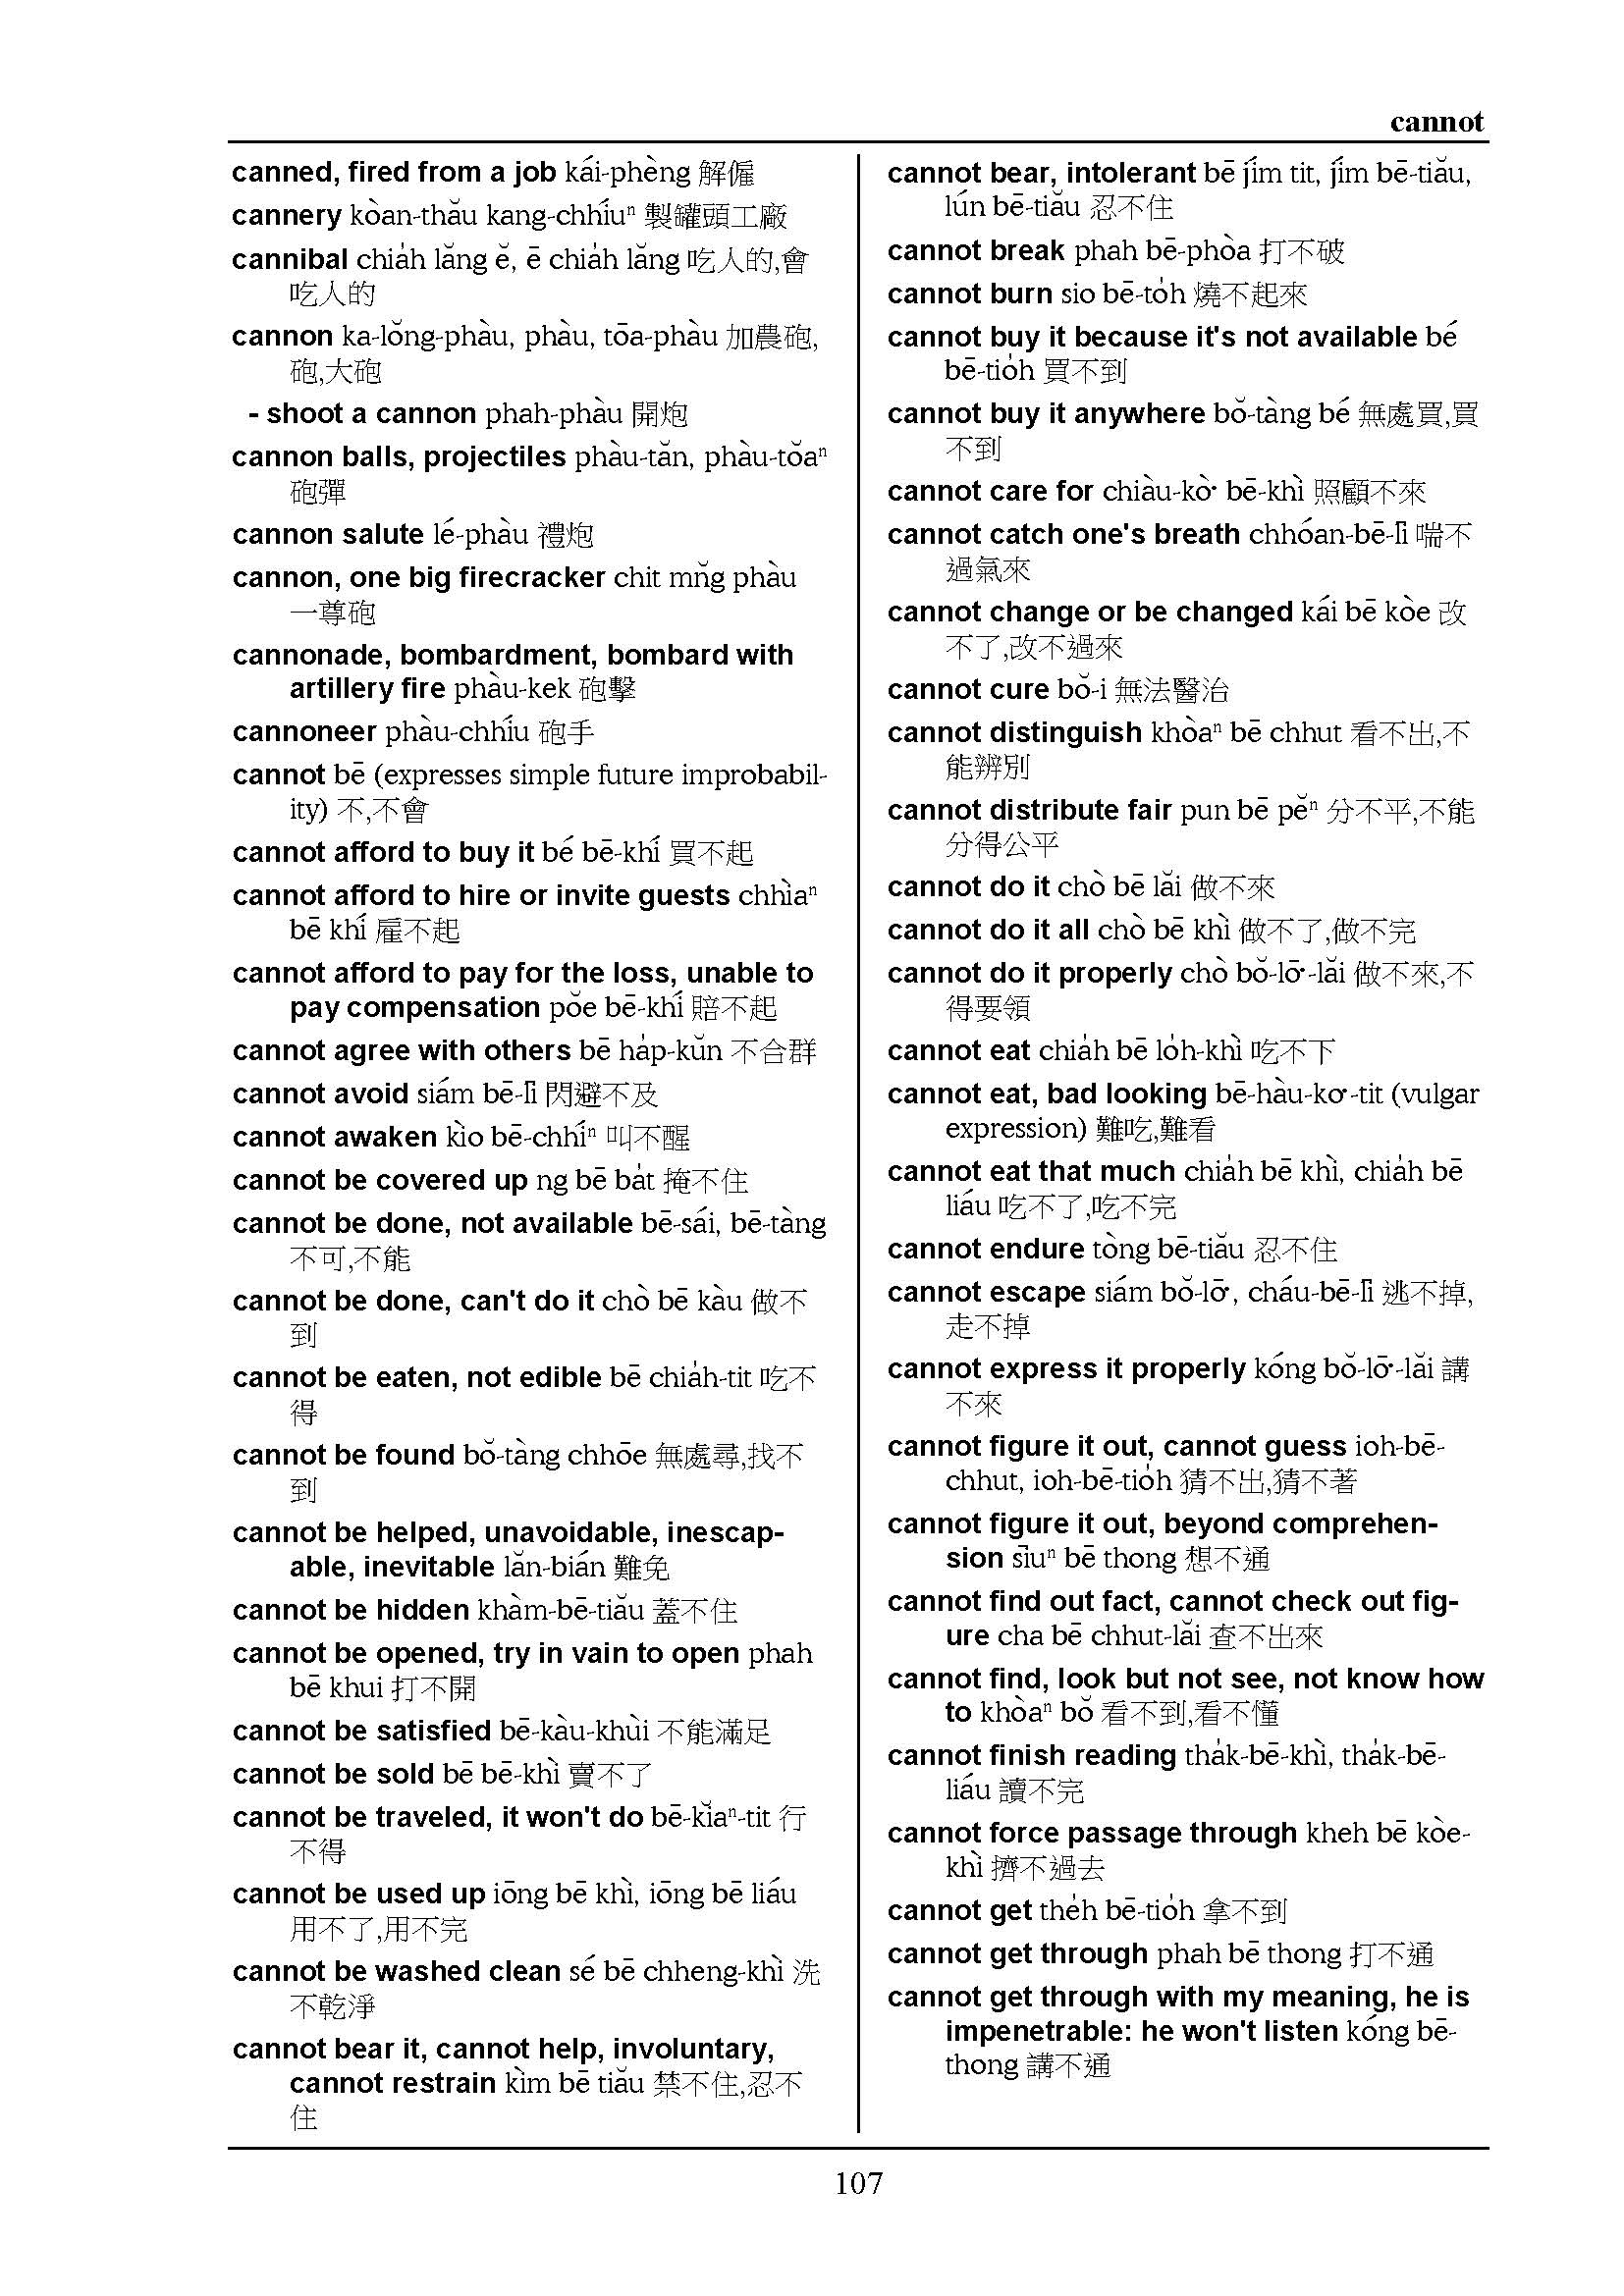 cannot
canned, fired from a job kái-phèng 解僱
cannery kòan-thău kang-chhíuⁿ 製罐頭工廠
cannibal chia̍h lăng ĕ, ē chia̍h lăng 吃人的,會
吃人的
cannon ka-lŏng-phàu, phàu, tōa-phàu 加農砲,
砲,大砲
- shoot a cannon phah-phàu 開炮
cannon balls, projectiles phàu-tăn, phàu-tŏaⁿ
砲彈
cannon salute lé-phàu 禮炮
cannon, one big firecracker chit mn̆g phàu
一尊砲
cannonade, bombardment, bombard with
artillery fire phàu-kek 砲擊
cannoneer phàu-chhíu 砲手
cannot bē (expresses simple future improbabil-
ity) 不,不會
cannot afford to buy it bé bē-khí 買不起
cannot afford to hire or invite guests chhìaⁿ
bē khí 雇不起
cannot afford to pay for the loss, unable to
pay compensation pŏe bē-khí 賠不起
cannot agree with others bē ha̍p-kŭn 不合群
cannot avoid siám bē-lī 閃避不及
cannot awaken kìo bē-chhíⁿ 叫不醒
cannot be covered up ng bē ba̍t 掩不住
cannot be done, not available bē-sái, bē-tàng
不可,不能
cannot be done, can't do it chò bē kàu 做不
到
cannot be eaten, not edible bē chia̍h-tit 吃不
得
cannot be found bŏ-tàng chhōe 無處尋,找不
到
cannot be helped, unavoidable, inescap-
able, inevitable lăn-bián 難免
cannot be hidden khàm-bē-tiău 蓋不住
cannot be opened, try in vain to open phah
bē khui 打不開
cannot be satisfied bē-kàu-khùi 不能滿足
cannot be sold bē bē-khì 賣不了
cannot be traveled, it won't do bē-kĭaⁿ-tit 行
不得
cannot be used up iōng bē khì, iōng bē liáu
用不了,用不完
cannot be washed clean sé bē chheng-khì 洗
不乾淨
cannot bear it, cannot help, involuntary,
cannot restrain kìm bē tiău 禁不住,忍不
住
cannot bear, intolerant bē jím tit, jím bē-tiău,
lún bē-tiău 忍不住
cannot break phah bē-phòa 打不破
cannot burn sio bē-to̍h 燒不起來
cannot buy it because it's not available bé
bē-tio̍h 買不到
cannot buy it anywhere bŏ-tàng bé 無處買,買
不到
cannot care for chiàu-kò͘ bē-khì 照顧不來
cannot catch one's breath chhóan-bē-lī 喘不
過氣來
cannot change or be changed kái bē kòe 改
不了,改不過來
cannot cure bŏ-i 無法醫治
cannot distinguish khòaⁿ bē chhut 看不出,不
能辨別
cannot distribute fair pun bē pĕⁿ 分不平,不能
分得公平
cannot do it chò bē lăi 做不來
cannot do it all chò bē khì 做不了,做不完
cannot do it properly chò bŏ-lō͘-lăi 做不來,不
得要領
cannot eat chia̍h bē lo̍h-khì 吃不下
cannot eat, bad looking bē-hàu-ko͘-tit (vulgar
expression) 難吃,難看
cannot eat that much chia̍h bē khì, chia̍h bē
liáu 吃不了,吃不完
cannot endure tòng bē-tiău 忍不住
cannot escape siám bŏ-lō͘, cháu-bē-lī 逃不掉,
走不掉
cannot express it properly kóng bŏ-lō͘-lăi 講
不來
cannot figure it out, cannot guess ioh-bē-
chhut, ioh-bē-tio̍h 猜不出,猜不著
cannot figure it out, beyond comprehen-
sion sīuⁿ bē thong 想不通
cannot find out fact, cannot check out fig-
ure cha bē chhut-lăi 查不出來
cannot find, look but not see, not know how
to khòaⁿ bŏ 看不到,看不懂
cannot finish reading tha̍k-bē-khì, tha̍k-bē-
liáu 讀不完
cannot force passage through kheh bē kòe-
khì 擠不過去
cannot get the̍h bē-tio̍h 拿不到
cannot get through phah bē thong 打不通
cannot get through with my meaning, he is
impenetrable: he won't listen kóng bē-
thong 講不通
107